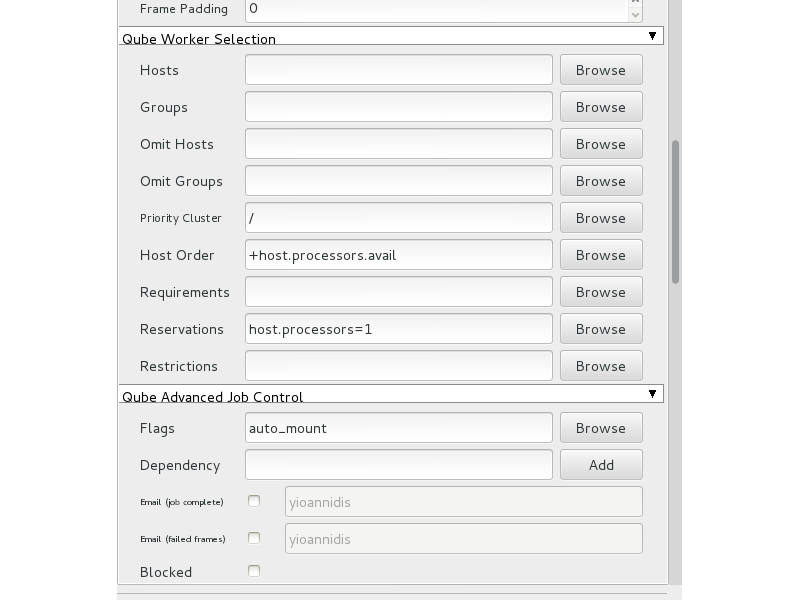 Frame Padding 0
Qube Worker Selection
Hosts Browse
Groups Browse
Omit Hosts Browse
Omit Groups Browse
Priority Cluster / Browse
Host Order +host.processors.avail Browse
Requirements Browse
Reservations host.processors=1 Browse
Restrictions Browse
Qube Advanced Job Control
Flags auto_mount Browse
Dependency Add
Email (job complete) yioannidis
Email (failed frames) yioannidis
Blocked